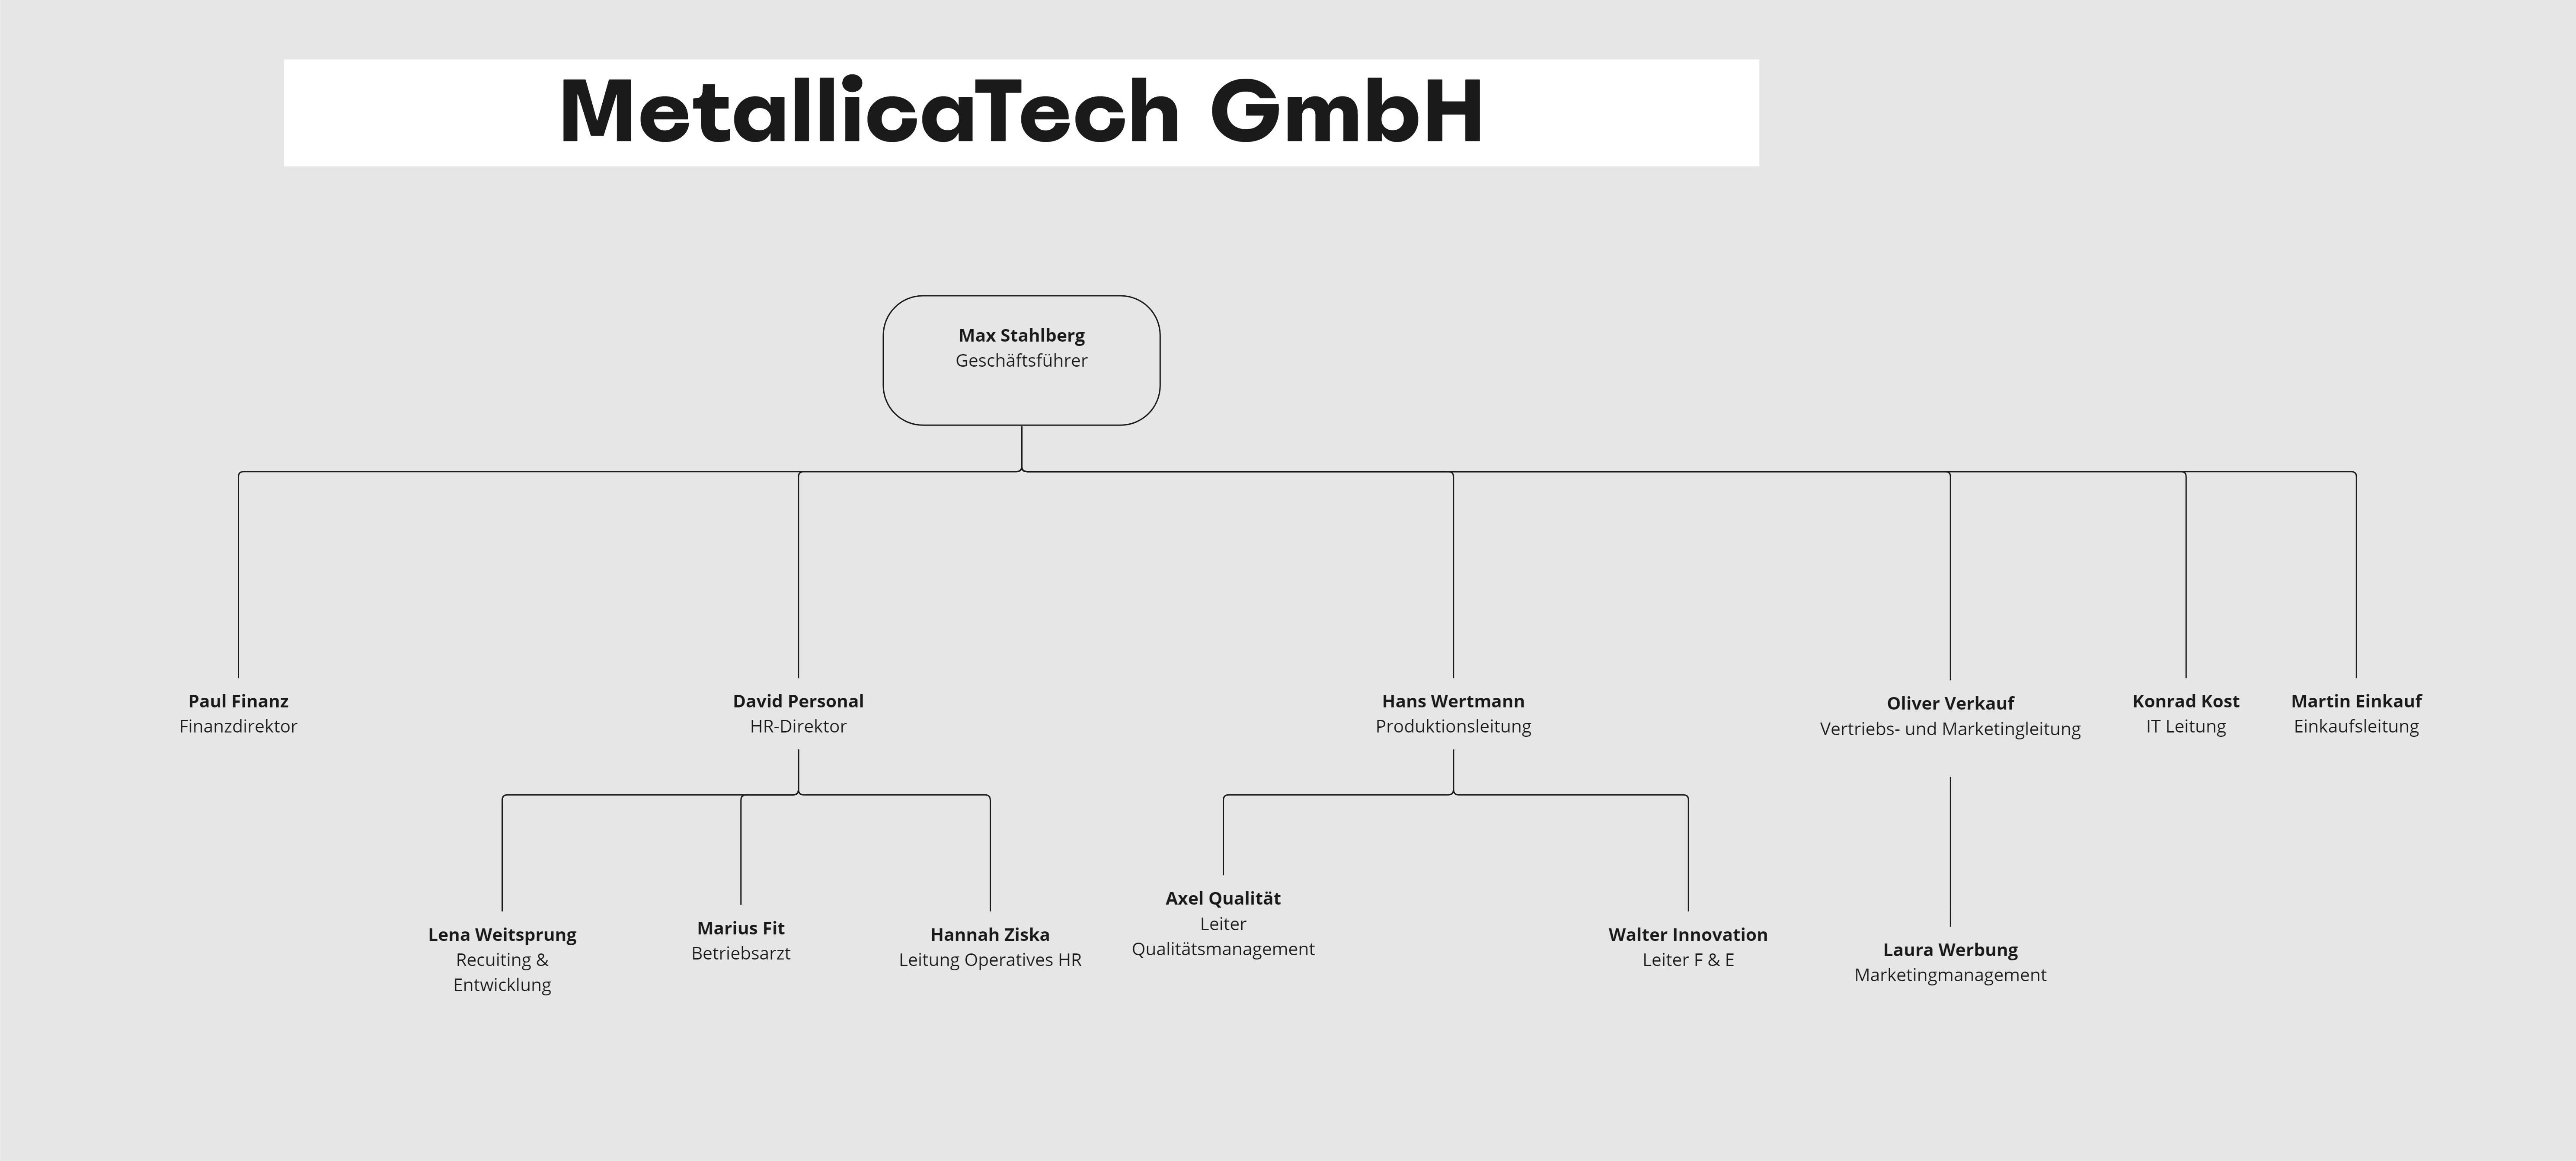 MetallicaTech GmbH
Max Stahlberg
Geschäftsführer
Paul Finanz
Finanzdirektor
David Personal
HR-Direktor
Hans Wertmann
Produktionsleitung
Oliver Verkauf
Vertriebs- und Marketingleitung
Konrad Kost
IT Leitung
Martin Einkauf
Einkaufsleitung
Lena Weitsprung
Recuiting &
Entwicklung
Marius Fit
Betriebsarzt
Hannah Ziska
Leitung Operatives HR
Axel Qualität
Leiter
Qualitätsmanagement
Walter Innovation
Leiter F & E
Laura Werbung
Marketingmanagement